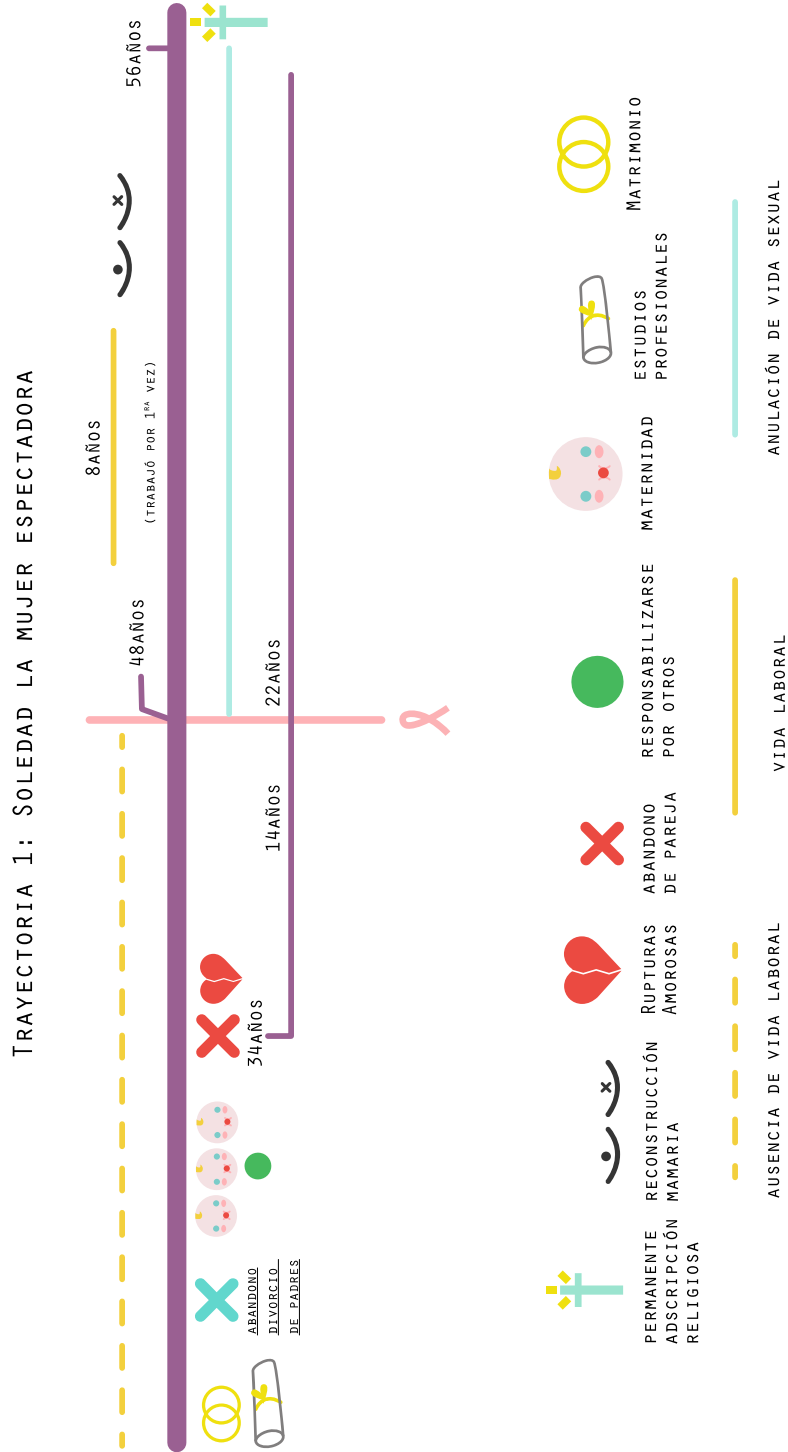 Trayectoria 1: Soledad la mujer espectadora
56años
8años
(trabajó por 1ra vez)
48años
22años
14años
34años
abandono
divorcio
de padres
permanente
adscripción
religiosa
reconstrucción
mamaria
Rupturas
Amorosas
abandono
de pareja
responsabilizarse
por otros
maternidad
estudios
profesionales
Matrimonio
ausencia de vida laboral
vida laboral
anulación de vida sexual